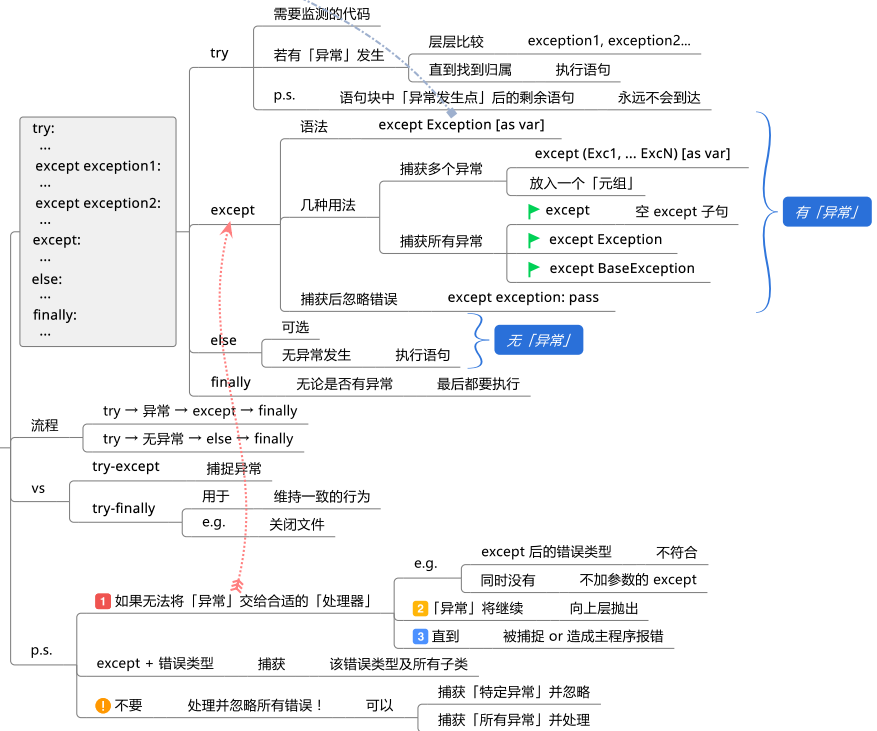 需要监测的代码
try
若有「异常」发生
层层比较 exception1, exception2...
直到找到归属 执行语句
p.s. 语句块中「异常发生点」后的剩余语句 永远不会到达
try:
...
except exception1:
...
except exception2:
...
except:
...
else:
...
finally:
...
语法 except Exception [as var]
except
几种用法
捕获多个异常
except (Exc1, ... ExcN) [as var]
放入一个「元组」
捕获所有异常
except 空 except 子句
except Exception
except BaseException
捕获后忽略错误 except exception: pass
有「异常」
else
可选
无异常发生 执行语句
无「异常」
finally 无论是否有异常 最后都要执行
流程
try → 异常 → except → finally
try → 无异常 → else → finally
vs
try-except 捕捉异常
try-finally
用于 维持一致的行为
e.g. 关闭文件
p.s.
1 如果无法将「异常」交给合适的「处理器」
e.g.
except 后的错误类型 不符合
同时没有 不加参数的 except
2 「异常」将继续 向上层抛出
3 直到 被捕捉 or 造成主程序报错
except + 错误类型 捕获 该错误类型及所有子类
! 不要 处理并忽略所有错误！ 可以
捕获「特定异常」并忽略
捕获「所有异常」并处理